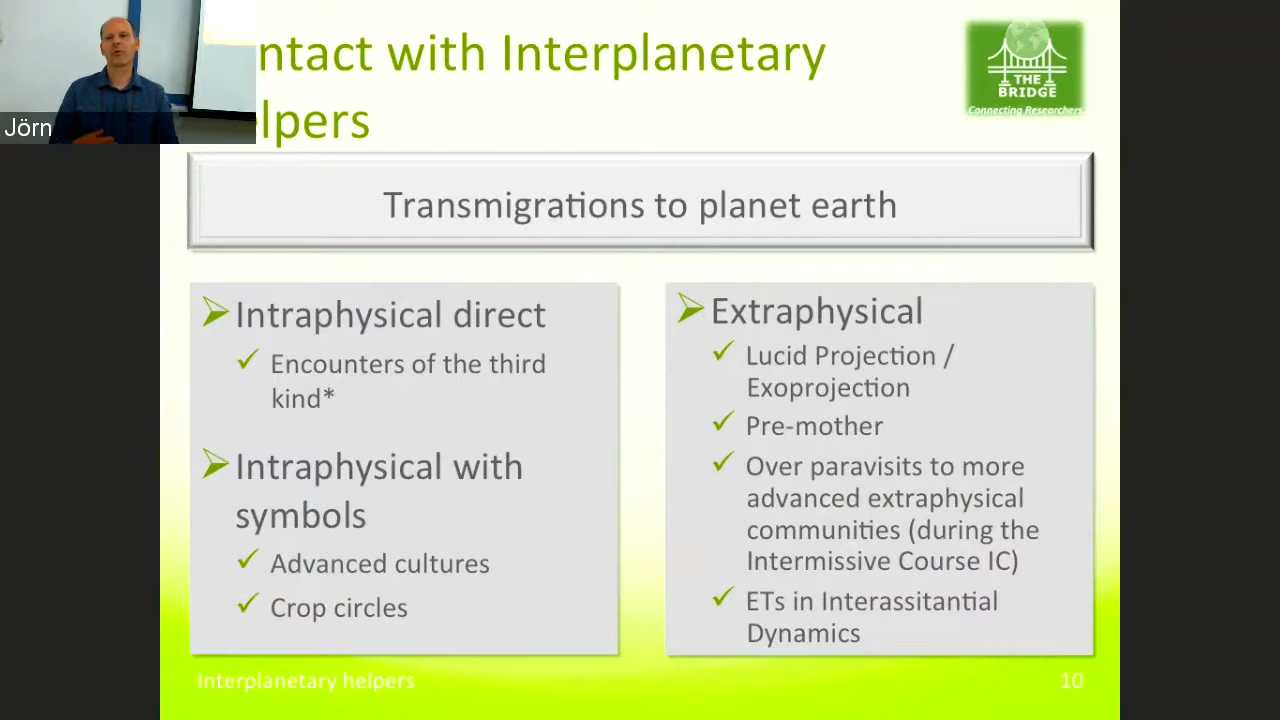 ntact with Interplanetary
lpers
THE
BRIDGE
Connecting Researchers
Jörn
Transmigrations to planet earth
Intraphysical direct
Encounters of the third
kind*
Intraphysical with
symbols
Advanced cultures
Crop circles
Extraphysical
Lucid Projection /
Exoprojection
Pre-mother
Over paravisits to more
advanced extraphysical
communities (during the
Intermissive Course IC)
ETs in Interassitantial
Dynamics
Interplanetary helpers
10